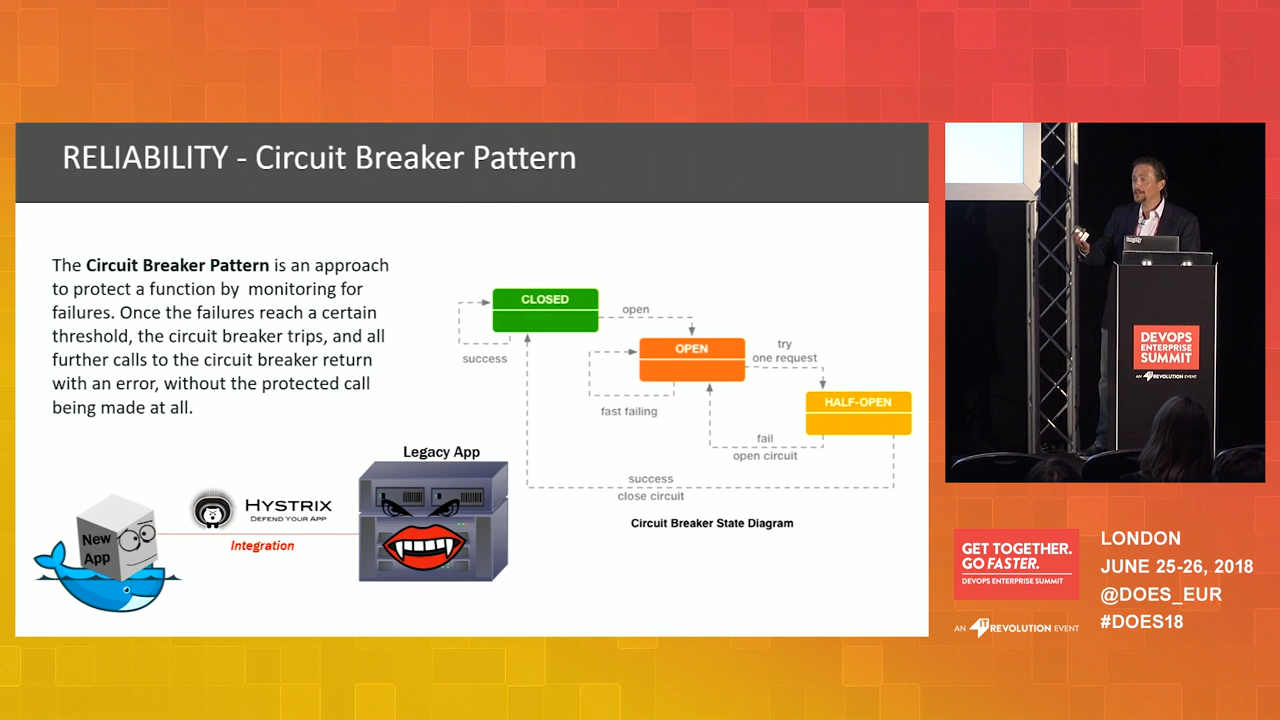 RELIABILITY - Circuit Breaker Pattern
The Circuit Breaker Pattern is an approach
to protect a function by monitoring for
failures. Once the failures reach a certain
threshold, the circuit breaker trips, and all
further calls to the circuit breaker return
with an error, without the protected call
being made at all.
CLOSED
open
success
OPEN
try
one request
fast failing
HALF-OPEN
fail
open circuit
success
close circuit
Circuit Breaker State Diagram
Legacy App
HYSTRIX
DEFEND YOUR APP
Integration
New
App
DEVOPS
ENTERPRISE
SUMMIT
AN IT REVOLUTION EVENT
GET TOGETHER.
GO FASTER.
DEVOPS ENTERPRISE SUMMIT
AN IT REVOLUTION EVENT
LONDON
JUNE 25-26, 2018
@DOES_EUR
#DOES18